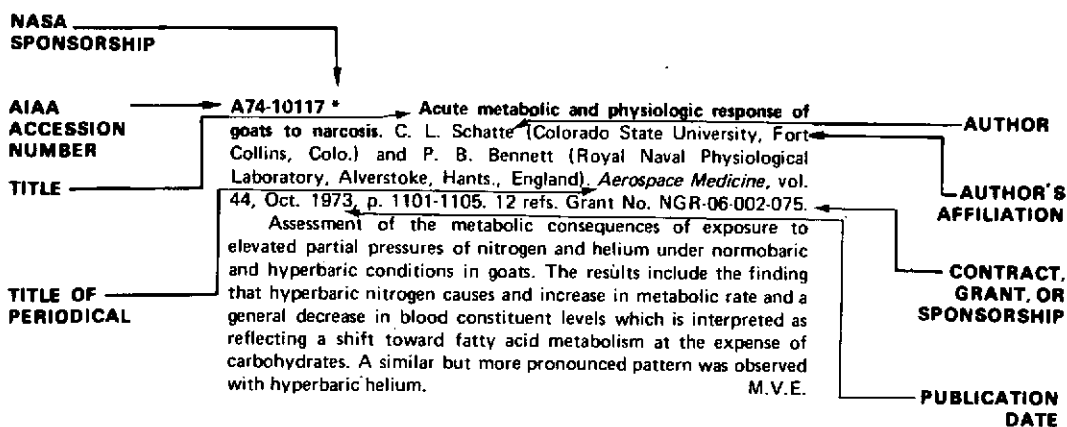 NASA
SPONSORSHIP
AIAA
ACCESSION
NUMBER
TITLE
TITLE OF
PERIODICAL
A74-10117 * Acute metabolic and physiologic response of
goats to narcosis. C. L. Schatte (Colorado State University, Fort
Collins, Colo.) and P. B. Bennett (Royal Naval Physiological
Laboratory, Alverstoke, Hants., England). Aerospace Medicine, vol.
44, Oct. 1973, p. 1101-1105. 12 refs. Grant No. NGR-06-002-075.
Assessment of the metabolic consequences of exposure to
elevated partial pressures of nitrogen and helium under normobaric
and hyperbaric conditions in goats. The results include the finding
that hyperbaric nitrogen causes and increase in metabolic rate and a
general decrease in blood constituent levels which is interpreted as
reflecting a shift toward fatty acid metabolism at the expense of
carbohydrates. A similar but more pronounced pattern was observed
with hyperbaric helium. M.V.E.
AUTHOR
AUTHOR'S
AFFILIATION
CONTRACT,
GRANT, OR
SPONSORSHIP
PUBLICATION
DATE